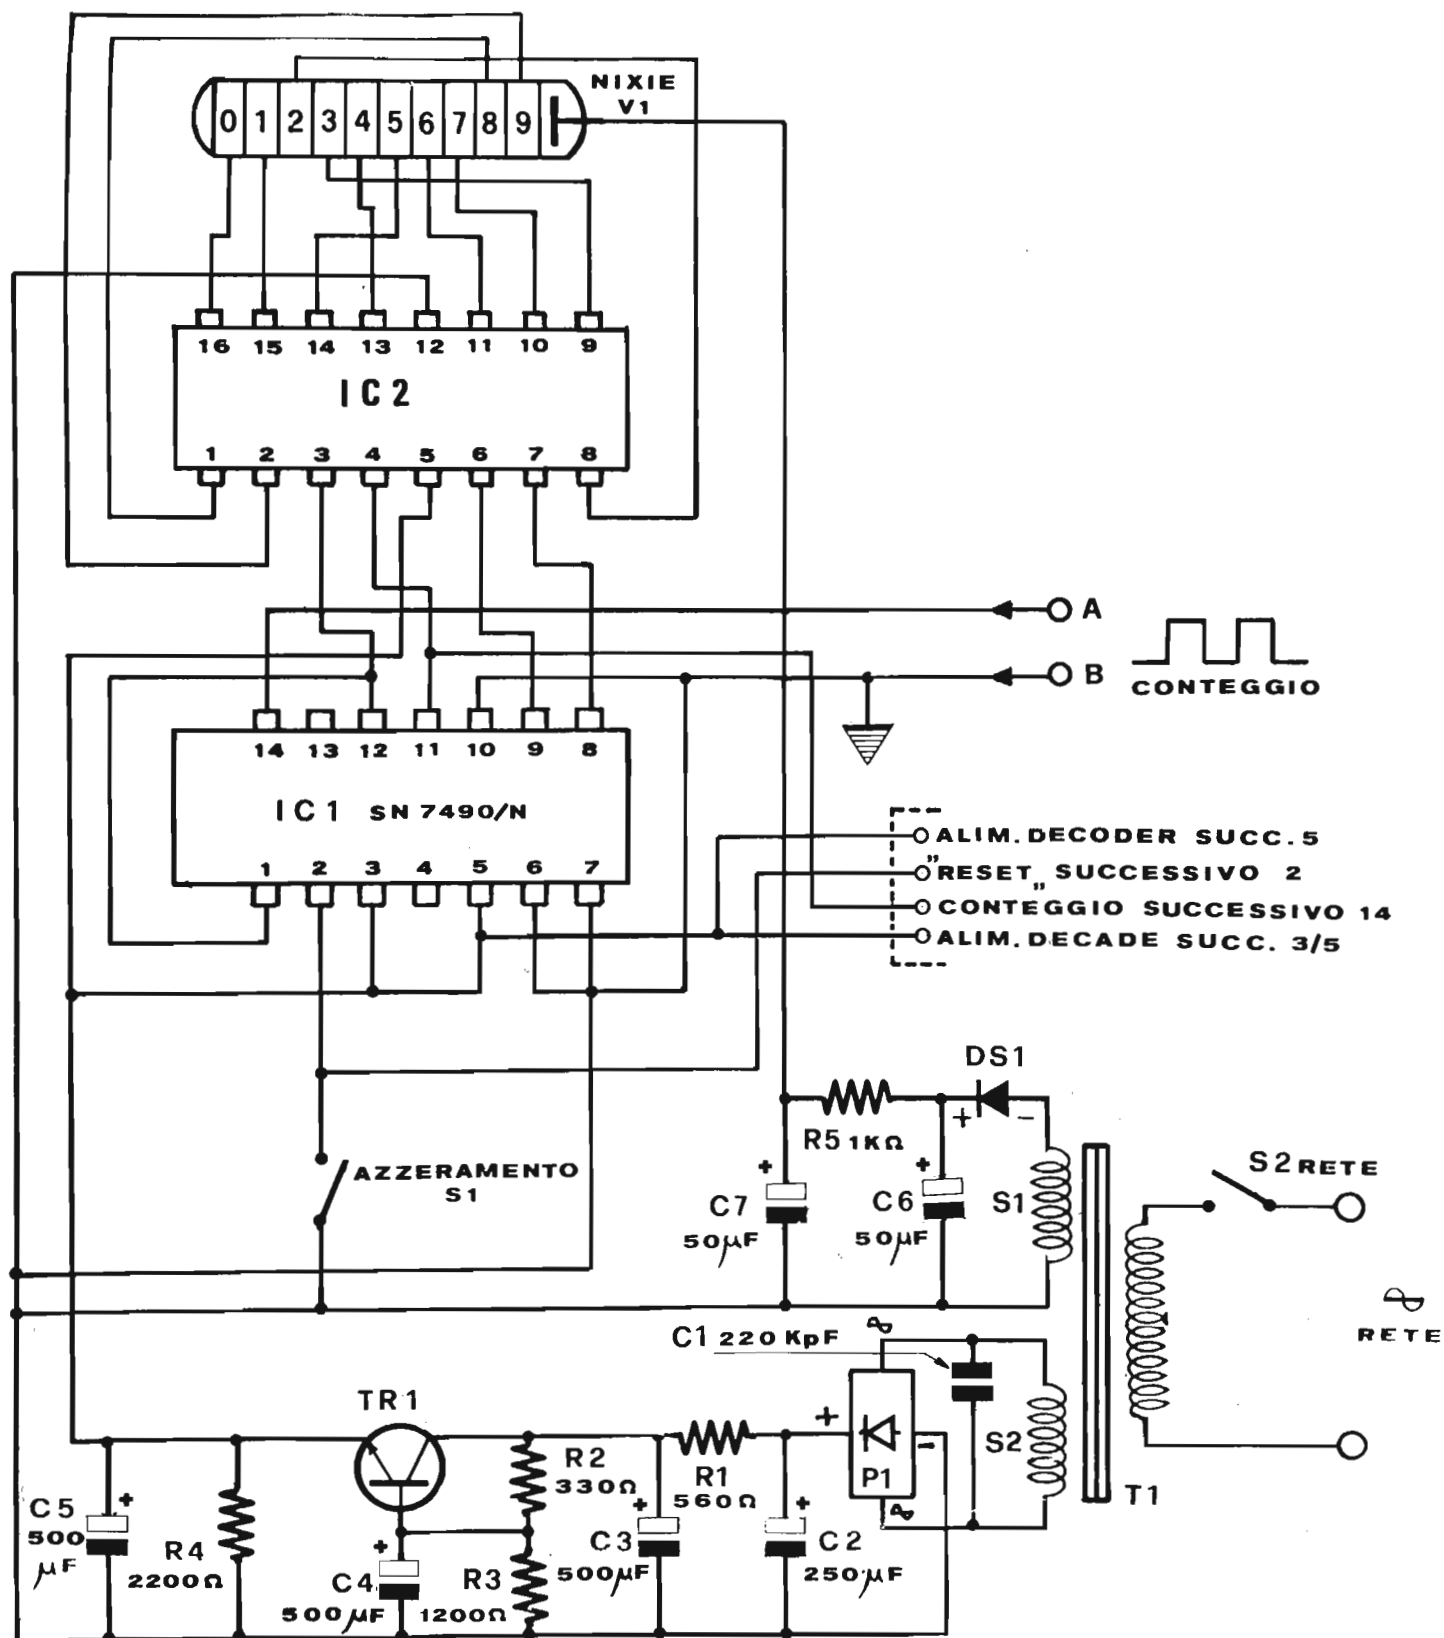 NIXIE
V1
0 1 2 3 4 5 6 7 8 9
16 15 14 13 12 11 10 9
IC2
1 2 3 4 5 6 7 8
A
B
CONTEGGIO
14 13 12 11 10 9 8
IC1 SN 7490/N
1 2 3 4 5 6 7
ALIM. DECODER SUCC. 5
"RESET" SUCCESSIVO 2
CONTEGGIO SUCCESSIVO 14
ALIM. DECADE SUCC. 3/5
DS1
+ −
R5 1KΩ
AZZERAMENTO
S1
+
C7
50µF
+
C6
50µF
S1
S2 RETE
RETE
C1 220 KpF
TR1
+
P1
−
S2
T1
R2
330Ω
R1
560Ω
C5
500
µF
+
R4
2200Ω
+
C4
500µF
R3
1200Ω
+
C3
500µF
+
C2
250µF